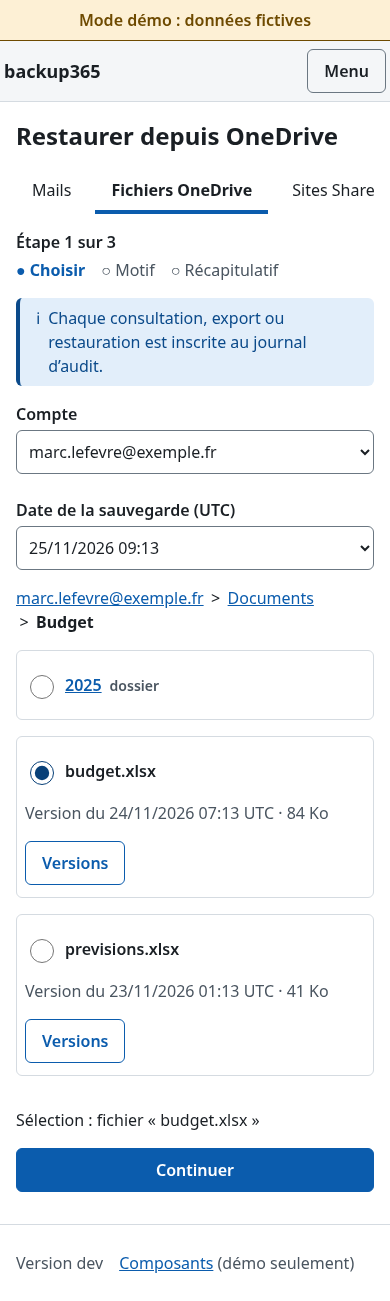 Mode démo : données fictives
backup365
Menu
Restaurer depuis OneDrive
Mails
Fichiers OneDrive
Sites Share
Étape 1 sur 3
● Choisir ○ Motif ○ Récapitulatif
i Chaque consultation, export ou
restauration est inscrite au journal
d’audit.
Compte
marc.lefevre@exemple.fr
Date de la sauvegarde (UTC)
25/11/2026 09:13
marc.lefevre@exemple.fr > Documents
> Budget
2025 dossier
budget.xlsx
Version du 24/11/2026 07:13 UTC · 84 Ko
Versions
previsions.xlsx
Version du 23/11/2026 01:13 UTC · 41 Ko
Versions
Sélection : fichier « budget.xlsx »
Continuer
Version dev Composants (démo seulement)